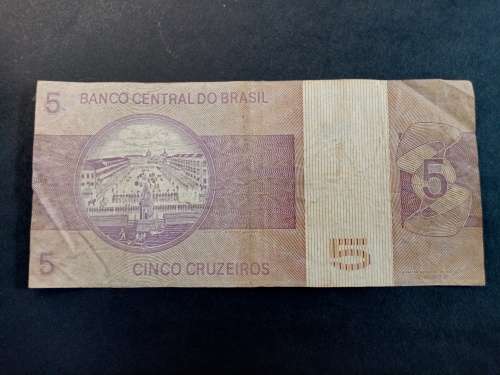 5 BANCO CENTRAL DO BRASIL
5
5 CINCO CRUZEIROS
5